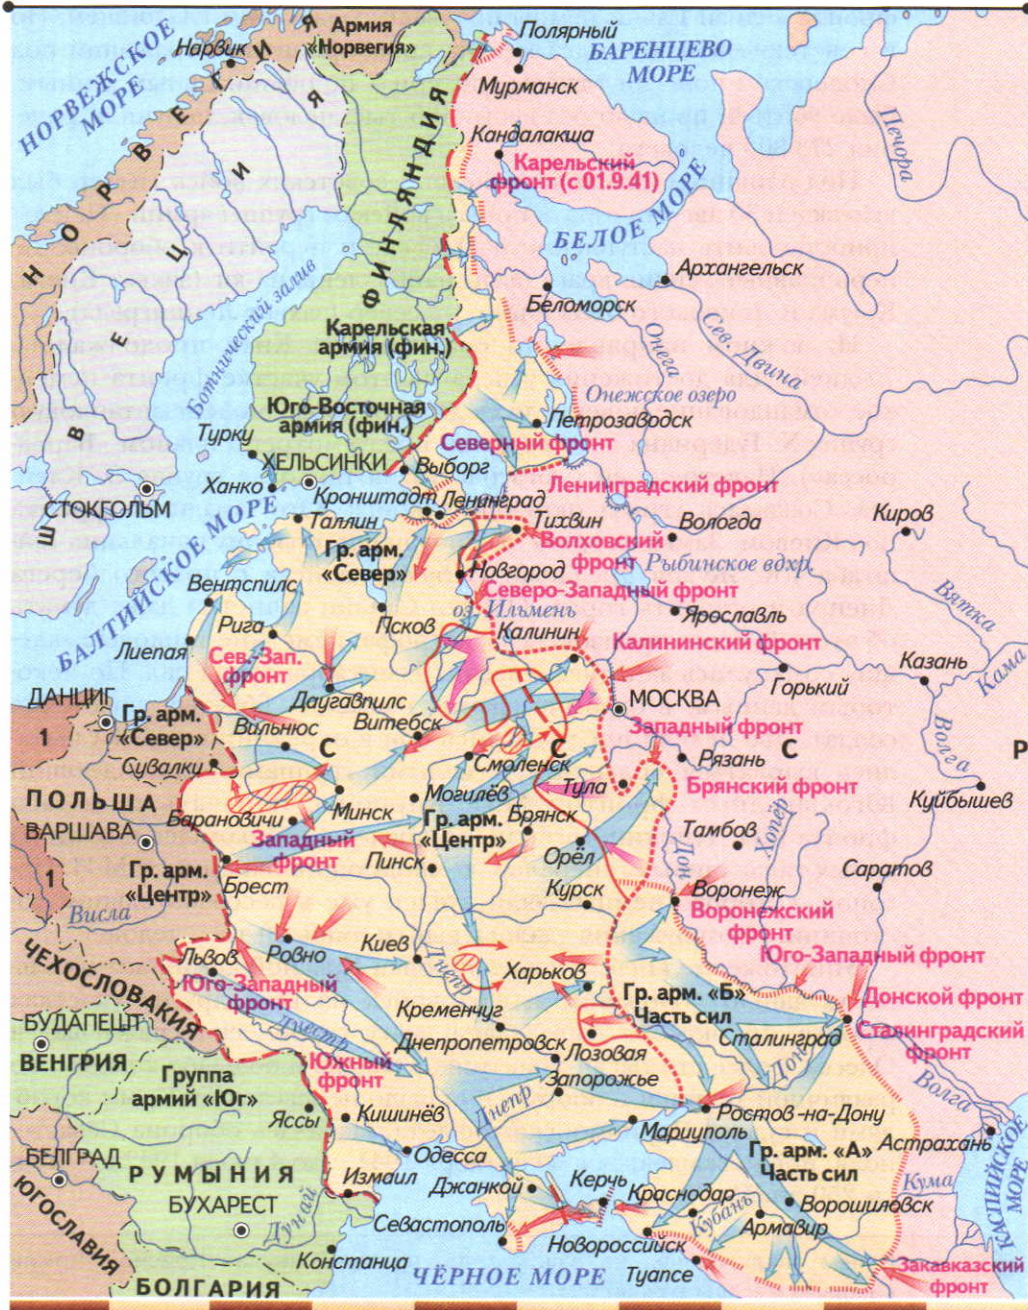 Армия
«Норвегия»
Полярный
БАРЕНЦЕВО
МОРЕ
НОРВЕЖСКОЕ
МОРЕ
Нарвик
Мурманск
Печора
Кандалакша
Карельский
фронт (с 01.9.41)
НОРВЕГИЯ
ШВЕЦИЯ
ФИНЛЯНДИЯ
БЕЛОЕ МОРЕ
Архангельск
Беломорск
Ботнический залив
Онега
Сев. Двина
Карельская
армия (фин.)
Онежское озеро
Юго-Восточная
армия (фин.)
Петрозаводск
Северный фронт
Турку
ХЕЛЬСИНКИ
Выборг
Ханко
Кронштадт
Ленинград
Ленинградский фронт
СТОКГОЛЬМ
БАЛТИЙСКОЕ МОРЕ
Таллин
Тихвин
Вологда
Киров
Волховский
фронт
Рыбинское вдхр.
Гр. арм.
«Север»
Новгород
Северо-Западный фронт
Вентспилс
оз. Ильмень
Вятка
Рига
Псков
Калинин
Ярославль
Калининский фронт
Лиепая
Сев.-Зап.
фронт
Казань
Кама
Горький
ДАНЦИГ
Даугавпилс
МОСКВА
Гр. арм.
«Север»
Вильнюс
Витебск
Западный фронт
Волга
1
С
С
С
Р
Сувалки
Смоленск
Рязань
ПОЛЬША
Минск
Могилёв
Тула
Брянский фронт
Куйбышев
ВАРШАВА
Барановичи
Гр. арм.
«Центр»
Брянск
Тамбов
Хопёр
Западный
фронт
Пинск
Орёл
Дон
Гр. арм.
«Центр»
1
Брест
Курск
Воронеж
Саратов
Висла
Воронежский
фронт
ЧЕХОСЛОВАКИЯ
Львов
Ровно
Киев
Днепр
Харьков
Юго-Западный фронт
Юго-Западный
фронт
Гр. арм. «Б»
Часть сил
Донской фронт
БУДАПЕШТ
Днестр
Кременчуг
Сталинград
Сталинградский
фронт
ВЕНГРИЯ
Днепропетровск
Лозовая
Южный
фронт
Дон
Группа
армий «Юг»
Запорожье
Волга
Днепр
Яссы
Кишинёв
Ростов-на-Дону
Мариуполь
Астрахань
БЕЛГРАД
Одесса
Гр. арм. «А»
Часть сил
РУМЫНИЯ
Измаил
Джанкой
Керчь
Краснодар
Ворошиловск
Кума
КАСПИЙСКОЕ
МОРЕ
ЮГОСЛАВИЯ
БУХАРЕСТ
Дунай
Севастополь
Кубань
Армавир
Новороссийск
Констанца
Туапсе
Закавказский
фронт
ЧЁРНОЕ МОРЕ
БОЛГАРИЯ